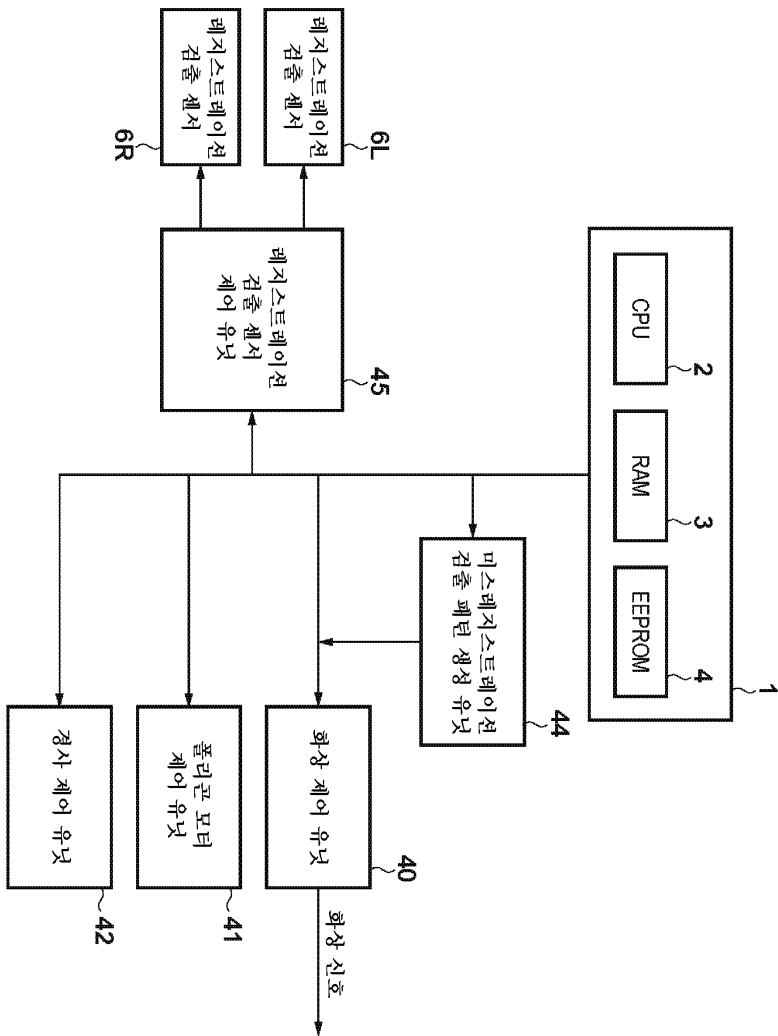 1
2
3
4
CPU
RAM
EEPROM
44
미스레지스트레이션
검출 패턴 생성 유닛
6L
레지스트레이션
검출 센서
6R
레지스트레이션
검출 센서
45
레지스트레이션
검출 센서
제어 유닛
40
화상 제어 유닛
화상 신호
41
폴리곤 모터
제어 유닛
42
경사 제어 유닛